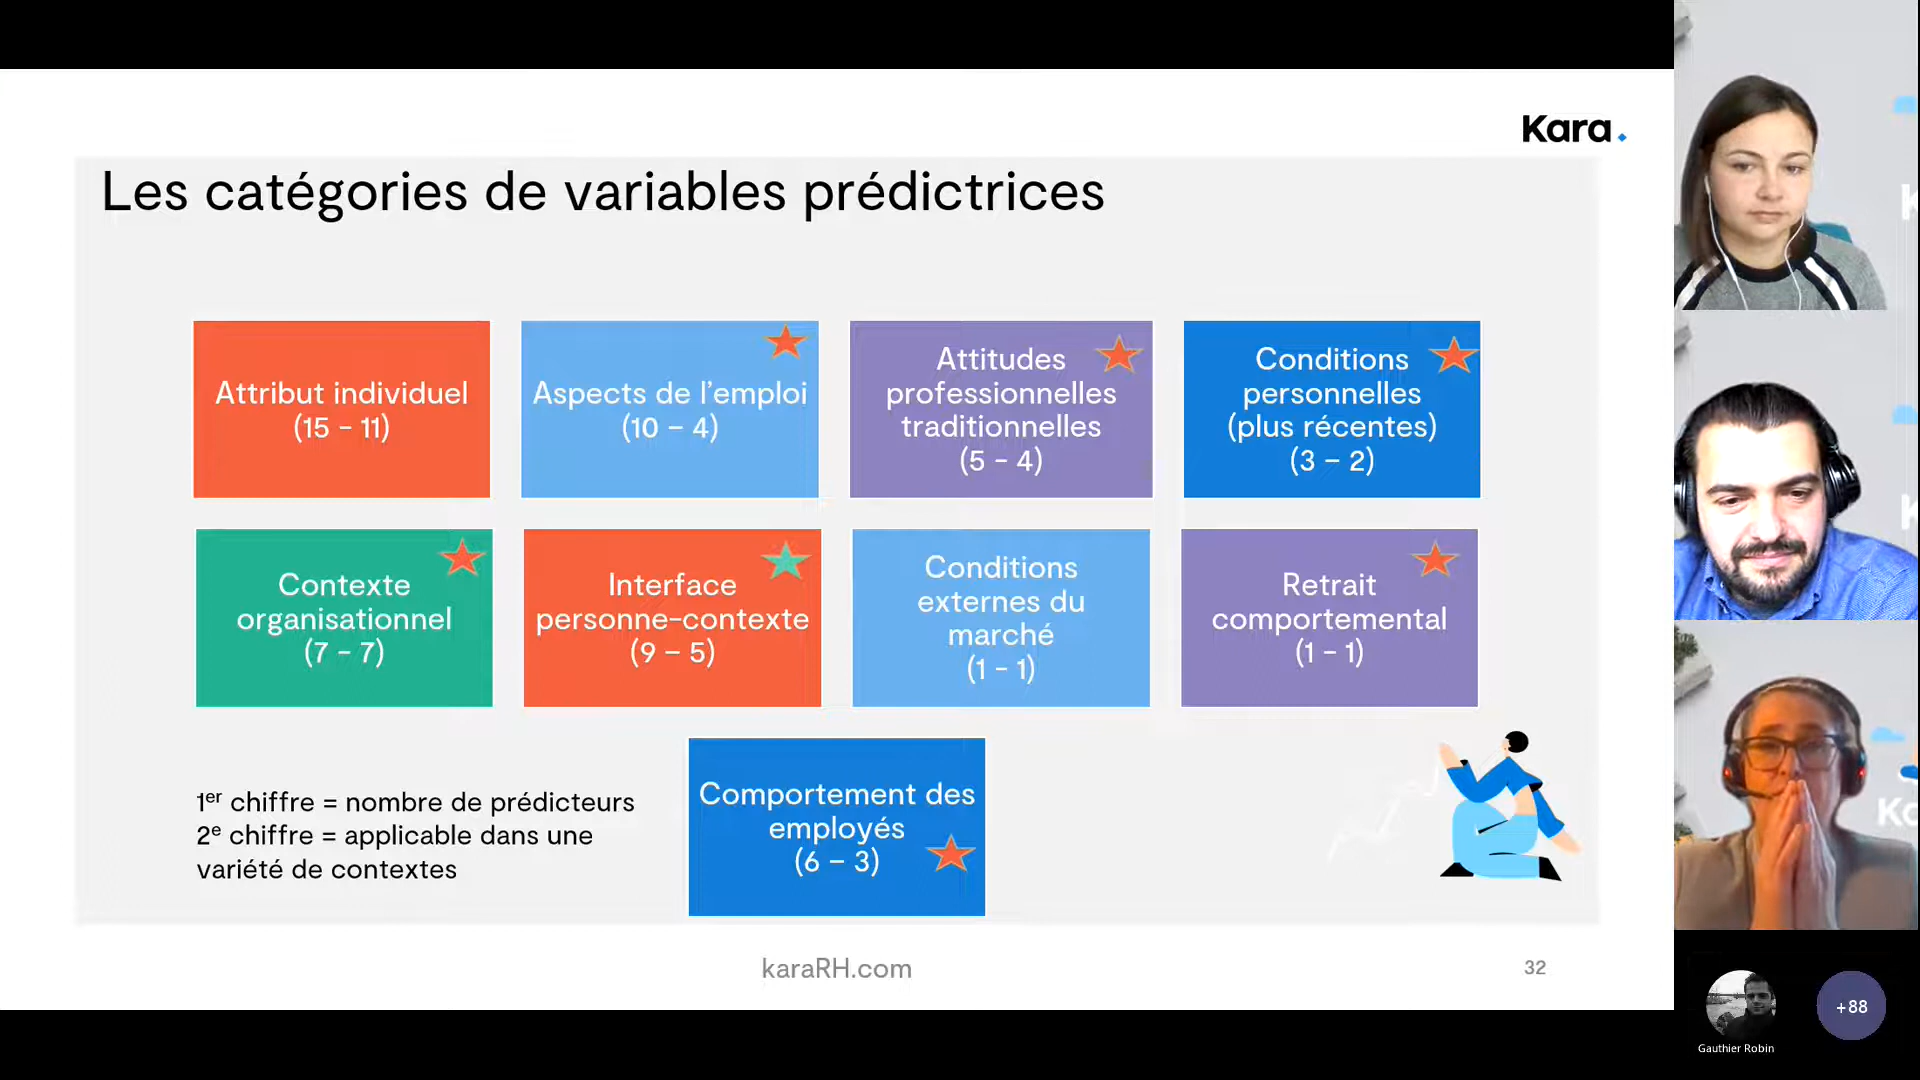 Kara.
Les catégories de variables prédictrices
Attribut individuel
(15 - 11)
Aspects de l'emploi
(10 – 4)
Attitudes
professionnelles
traditionnelles
(5 - 4)
Conditions
personnelles
(plus récentes)
(3 – 2)
Contexte
organisationnel
(7 - 7)
Interface
personne-contexte
(9 – 5)
Conditions
externes du
marché
(1 - 1)
Retrait
comportemental
(1 - 1)
Comportement des
employés
(6 – 3)
1er chiffre = nombre de prédicteurs
2e chiffre = applicable dans une
variété de contextes
karaRH.com
32
Gauthier Robin
+88